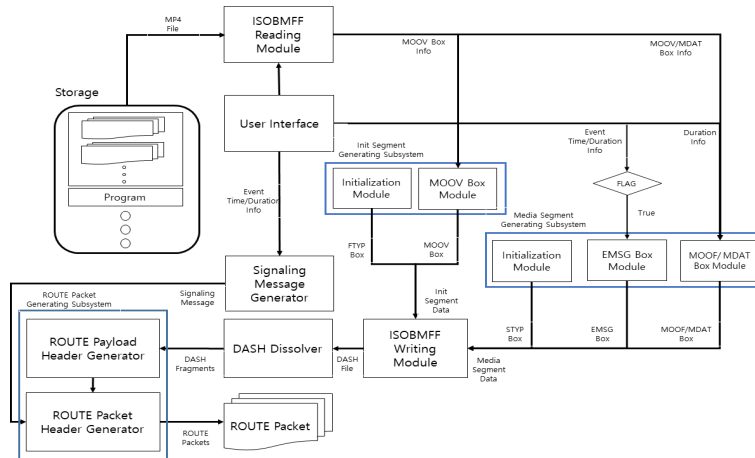 MP4
File
ISOBMFF
Reading
Module
MOOV Box
Info
MOOV/MDAT
Box Info
Storage
Program
User Interface
Event
Time/Duration
Info
Duration
Info
Init Segment
Generating Subsystem
Initialization
Module
MOOV Box
Module
FLAG
True
Event
Time/Duration
Info
Media Segment
Generating Subsystem
Initialization
Module
EMSG Box
Module
MOOF/ MDAT
Box Module
FTYP
Box
MOOV
Box
Signaling
Message
Generator
Signaling
Message
ROUTE Packet
Generating Subsystem
Init
Segment
Data
STYP
Box
EMSG
Box
MOOF/MDAT
Box
ROUTE Payload
Header Generator
DASH
Fragments
DASH Dissolver
DASH
File
ISOBMFF
Writing
Module
Media
Segment
Data
ROUTE Packet
Header Generator
ROUTE
Packets
ROUTE Packet